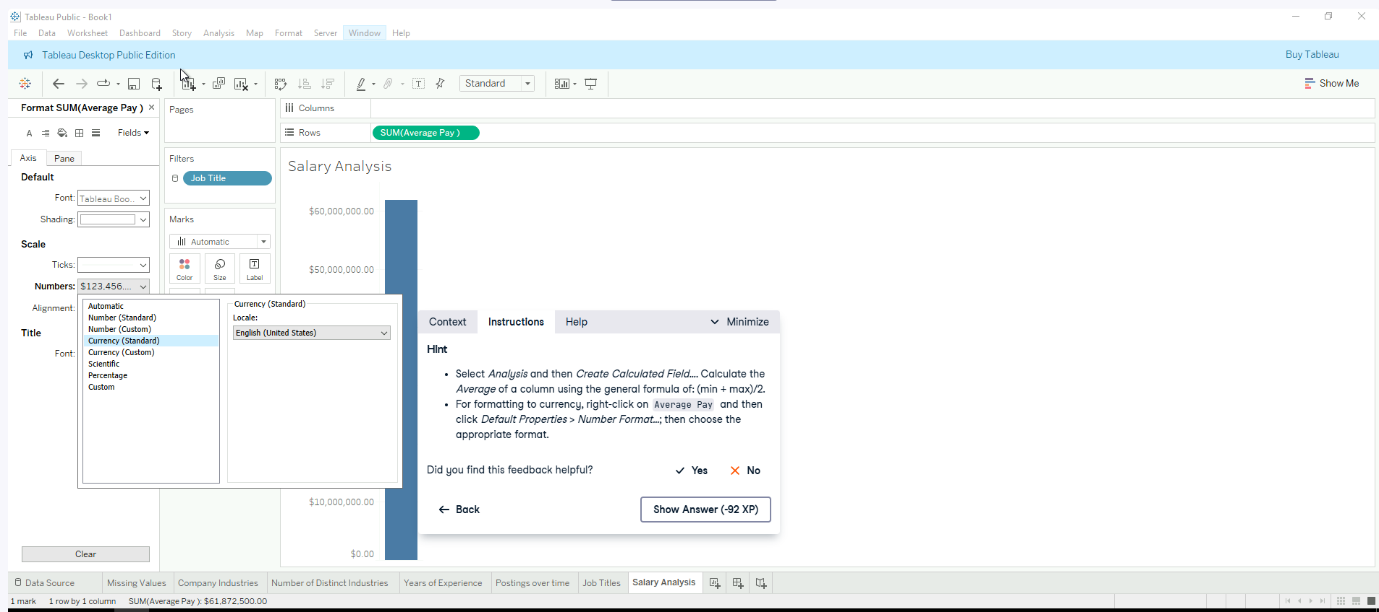 Tableau Public - Book1
File Data Worksheet Dashboard Story Analysis Map Format Server Window Help
Tableau Desktop Public Edition
Buy Tableau
Standard
Show Me
Format SUM(Average Pay ) ×
Fields
Axis Pane
Default
Font: Tableau Boo...
Shading:
Scale
Ticks:
Numbers: $123,456....
Alignment:
Title
Font:
Automatic
Number (Standard)
Number (Custom)
Currency (Standard)
Currency (Custom)
Scientific
Percentage
Custom
Currency (Standard)
Locale:
English (United States)
Clear
Pages
Filters
Job Title
Marks
Automatic
Color Size Label
Columns
Rows SUM(Average Pay )
Salary Analysis
$60,000,000.00
$50,000,000.00
$10,000,000.00
$0.00
Context Instructions Help Minimize
Hint
• Select Analysis and then Create Calculated Field.... Calculate the
Average of a column using the general formula of: (min + max)/2.
• For formatting to currency, right-click on Average Pay and then
click Default Properties > Number Format...; then choose the
appropriate format.
Did you find this feedback helpful? Yes No
Back Show Answer (-92 XP)
Data Source Missing Values Company Industries Number of Distinct Industries Years of Experience Postings over time Job Titles Salary Analysis
1 mark 1 row by 1 column SUM(Average Pay ): $61,872,500.00